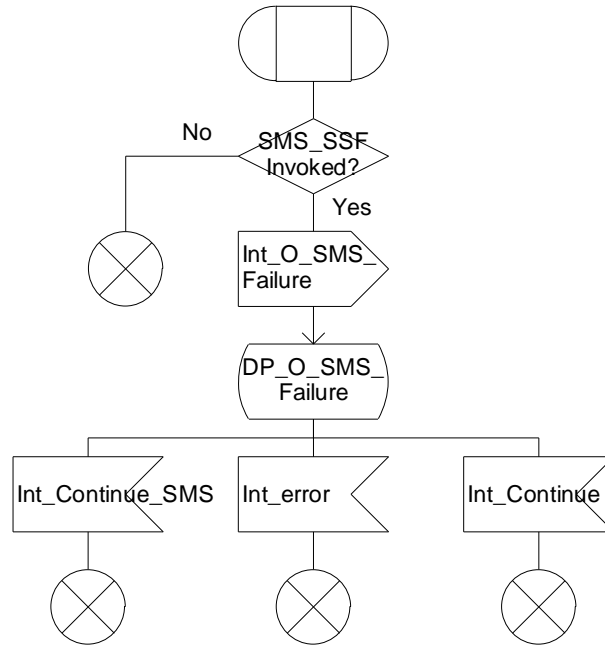 No
SMS_SSF
Invoked?
Yes
Int_O_SMS_
Failure
DP_O_SMS_
Failure
Int_Continue_SMS
Int_error
Int_Continue